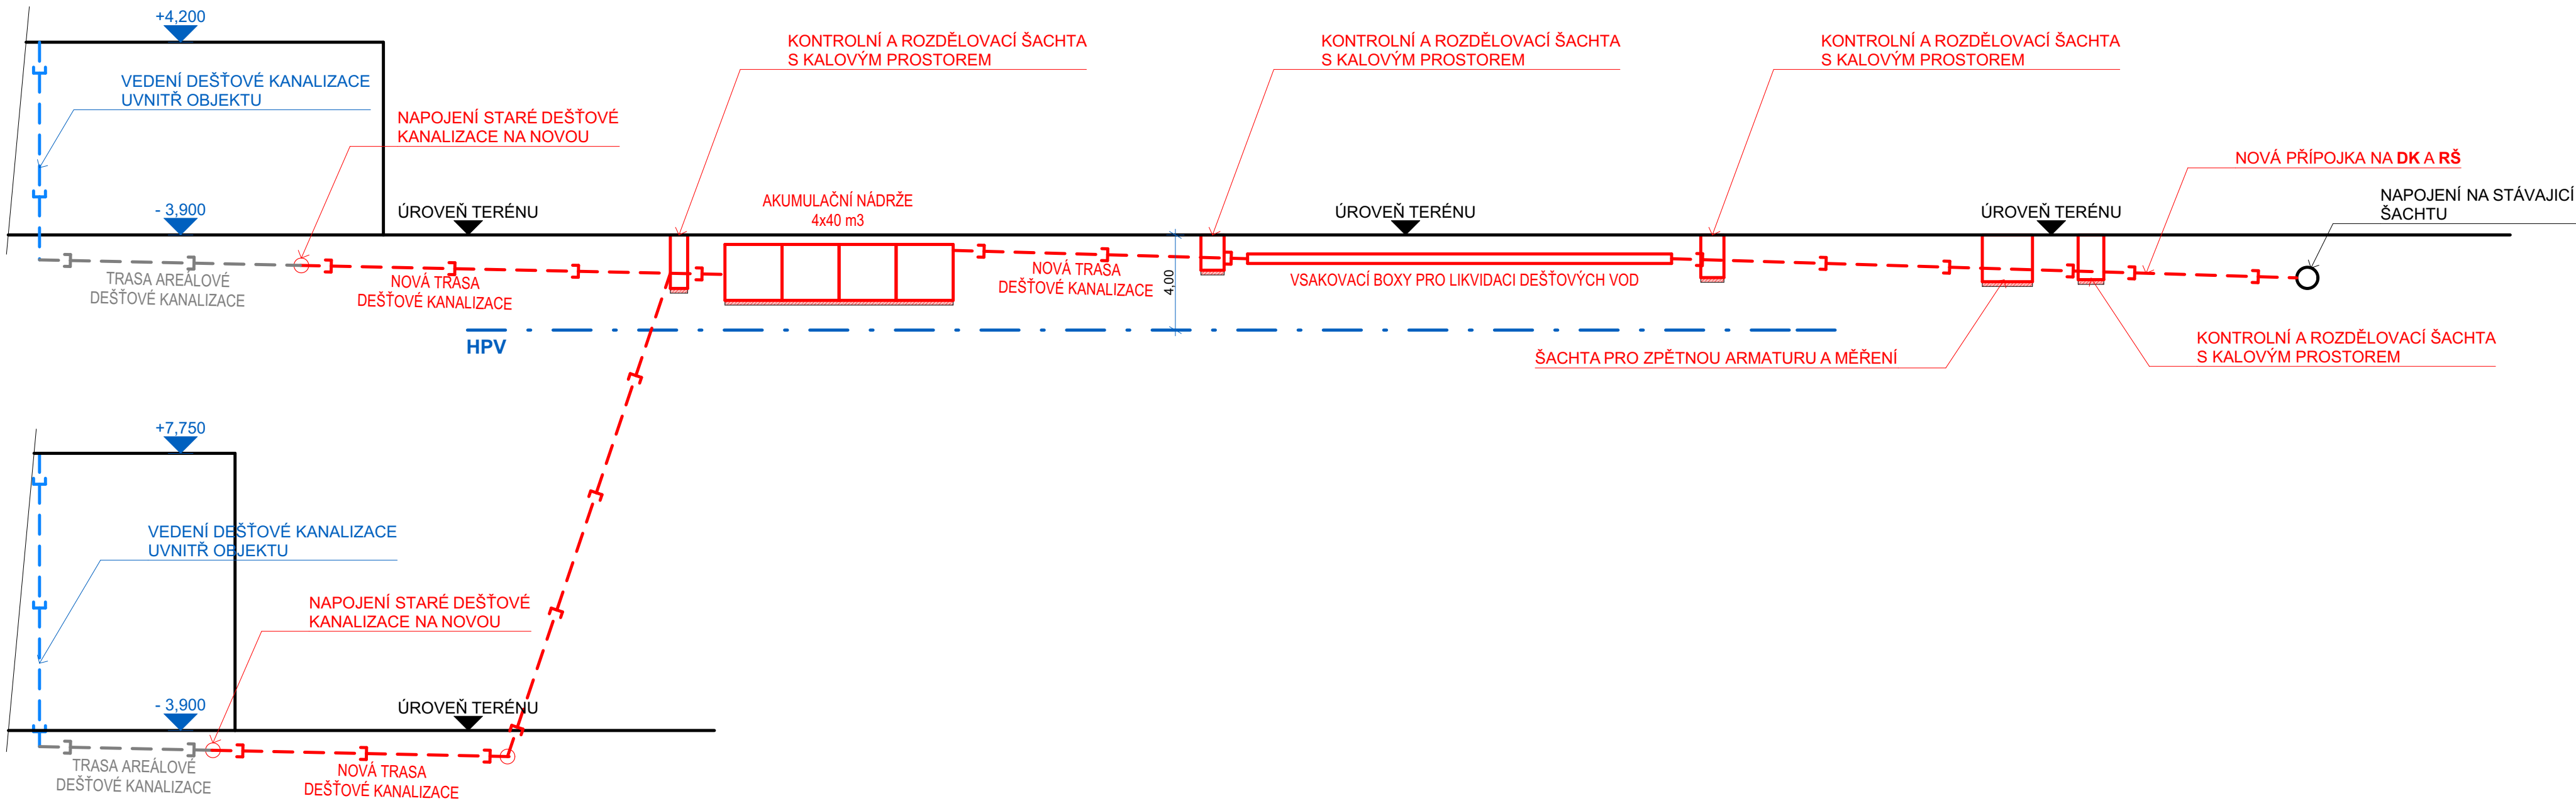 +4,200
VEDENÍ DEŠŤOVÉ KANALIZACE
UVNITŘ OBJEKTU
NAPOJENÍ STARÉ DEŠŤOVÉ
KANALIZACE NA NOVOU
- 3,900
ÚROVEŇ TERÉNU
TRASA AREÁLOVÉ
DEŠŤOVÉ KANALIZACE
NOVÁ TRASA
DEŠŤOVÉ KANALIZACE
KONTROLNÍ A ROZDĚLOVACÍ ŠACHTA
S KALOVÝM PROSTOREM
AKUMULAČNÍ NÁDRŽE
4x40 m3
NOVÁ TRASA
DEŠŤOVÉ KANALIZACE
4,00
HPV
KONTROLNÍ A ROZDĚLOVACÍ ŠACHTA
S KALOVÝM PROSTOREM
ÚROVEŇ TERÉNU
VSAKOVACÍ BOXY PRO LIKVIDACI DEŠŤOVÝCH VOD
KONTROLNÍ A ROZDĚLOVACÍ ŠACHTA
S KALOVÝM PROSTOREM
ÚROVEŇ TERÉNU
NOVÁ PŘÍPOJKA NA DK A RŠ
NAPOJENÍ NA STÁVAJICÍ
ŠACHTU
ŠACHTA PRO ZPĚTNOU ARMATURU A MĚŘENÍ
KONTROLNÍ A ROZDĚLOVACÍ ŠACHTA
S KALOVÝM PROSTOREM
+7,750
VEDENÍ DEŠŤOVÉ KANALIZACE
UVNITŘ OBJEKTU
NAPOJENÍ STARÉ DEŠŤOVÉ
KANALIZACE NA NOVOU
- 3,900
ÚROVEŇ TERÉNU
TRASA AREÁLOVÉ
DEŠŤOVÉ KANALIZACE
NOVÁ TRASA
DEŠŤOVÉ KANALIZACE